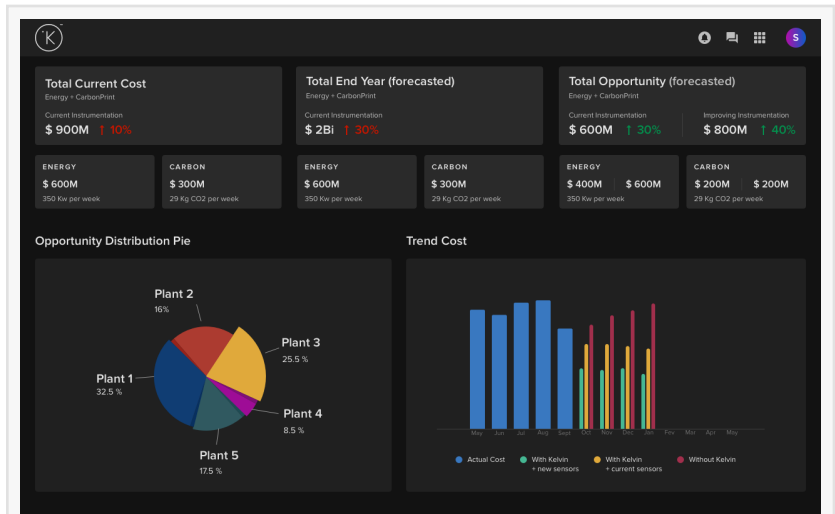 K
S
Total Current Cost
Energy + CarbonPrint
Current Instrumentation
$ 900M ↑ 10%
Total End Year (forecasted)
Energy + CarbonPrint
Current Instrumentation
$ 2Bi ↑ 30%
Total Opportunity (forecasted)
Energy + CarbonPrint
Current Instrumentation
$ 600M ↑ 30%
Improving Instrumentation
$ 800M ↑ 40%
ENERGY
$ 600M
350 Kw per week
CARBON
$ 300M
29 Kg CO2 per week
ENERGY
$ 600M
350 Kw per week
CARBON
$ 300M
29 Kg CO2 per week
ENERGY
$ 400M $ 600M
350 Kw per week
CARBON
$ 200M $ 200M
29 Kg CO2 per week
Opportunity Distribution Pie
Plant 2
16%
Plant 3
25.5 %
Plant 1
32.5 %
Plant 4
8.5 %
Plant 5
17.5 %
Trend Cost
May Jun Jul Aug Sept Oct Nov Dec Jan Fev Mar Apr May
Actual Cost
With Kelvin
+ new sensors
With Kelvin
+ current sensors
Without Kelvin